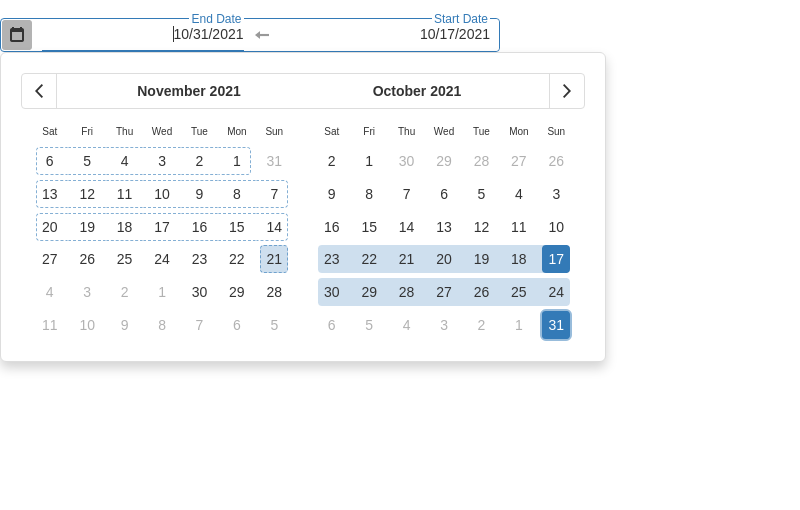 End Date Start Date
10/31/2021 10/17/2021
November 2021 October 2021
Sat Fri Thu Wed Tue Mon Sun Sat Fri Thu Wed Tue Mon Sun
6 5 4 3 2 1 31 2 1 30 29 28 27 26
13 12 11 10 9 8 7 9 8 7 6 5 4 3
20 19 18 17 16 15 14 16 15 14 13 12 11 10
27 26 25 24 23 22 21 23 22 21 20 19 18 17
4 3 2 1 30 29 28 30 29 28 27 26 25 24
11 10 9 8 7 6 5 6 5 4 3 2 1 31